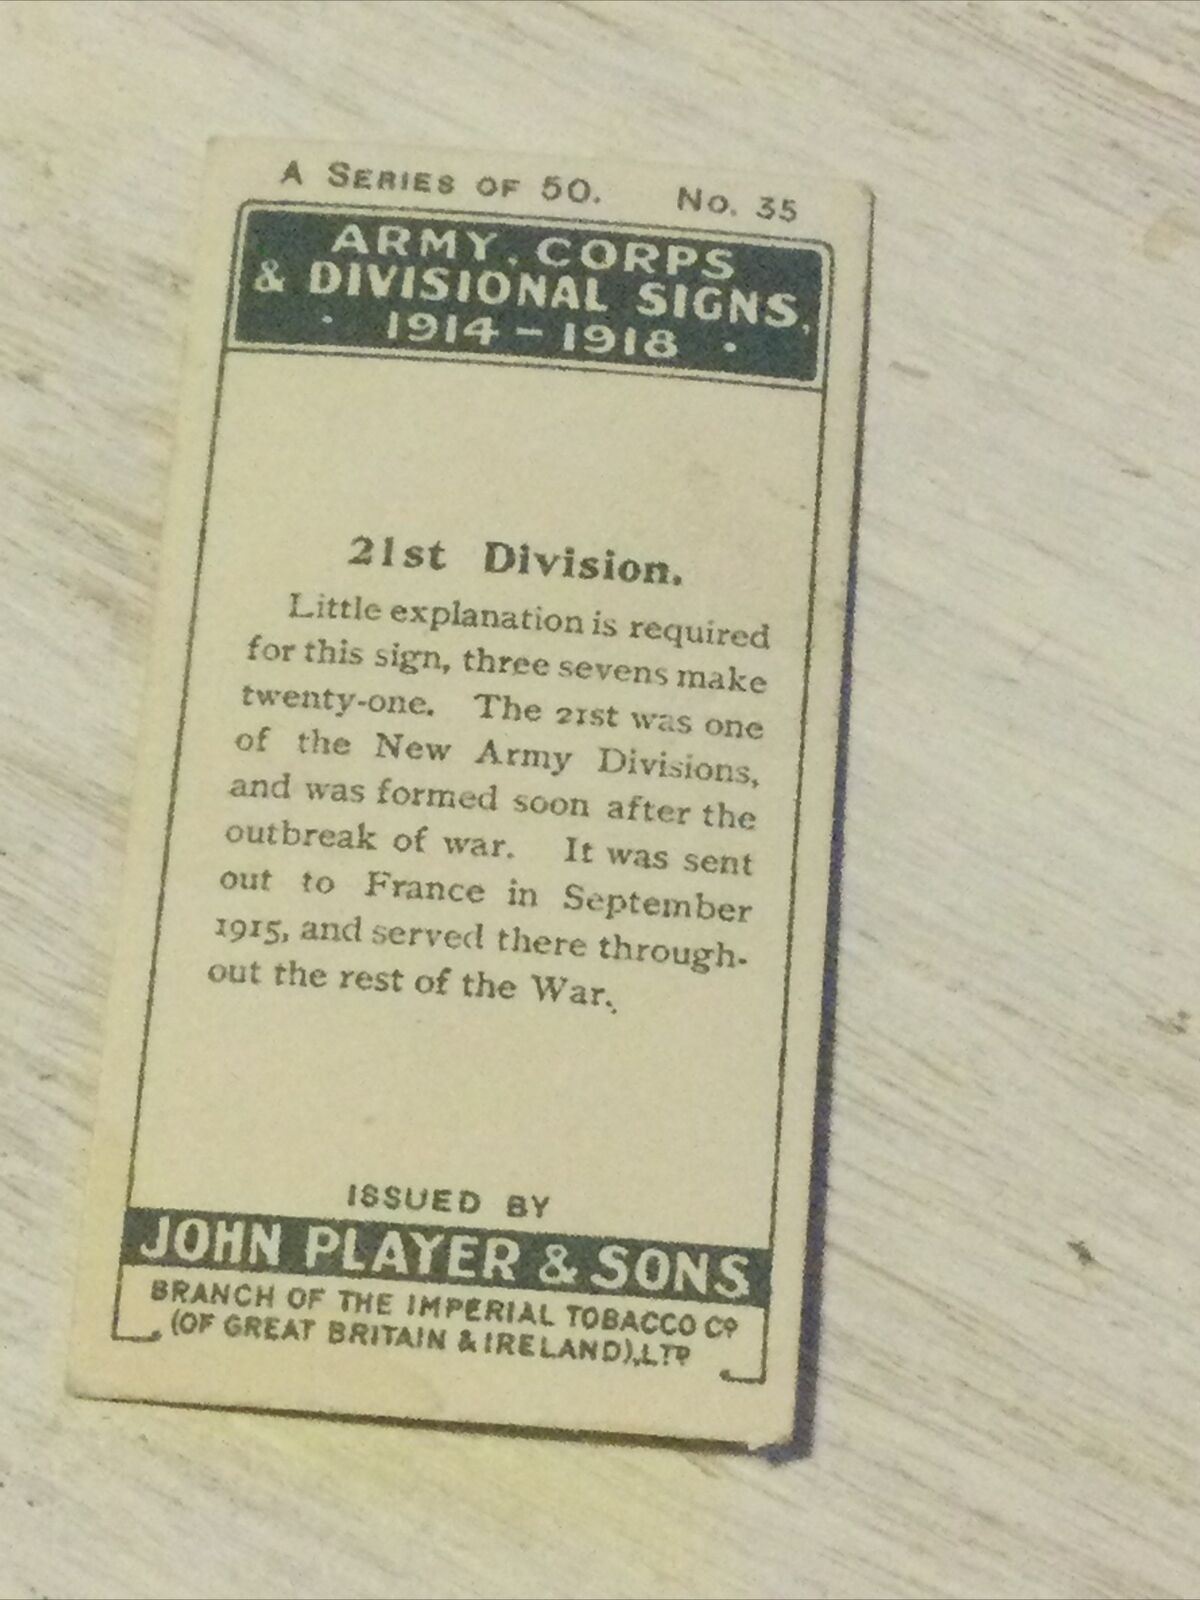 A SERIES OF 50. No. 35
ARMY, CORPS
& DIVISIONAL SIGNS,
· 1914 – 1918 ·
21st Division.
Little explanation is required
for this sign, three sevens make
twenty-one. The 21st was one
of the New Army Divisions,
and was formed soon after the
outbreak of war. It was sent
out to France in September
1915, and served there through-
out the rest of the War.
ISSUED BY
JOHN PLAYER & SONS
BRANCH OF THE IMPERIAL TOBACCO Cº
(OF GREAT BRITAIN & IRELAND), LTD